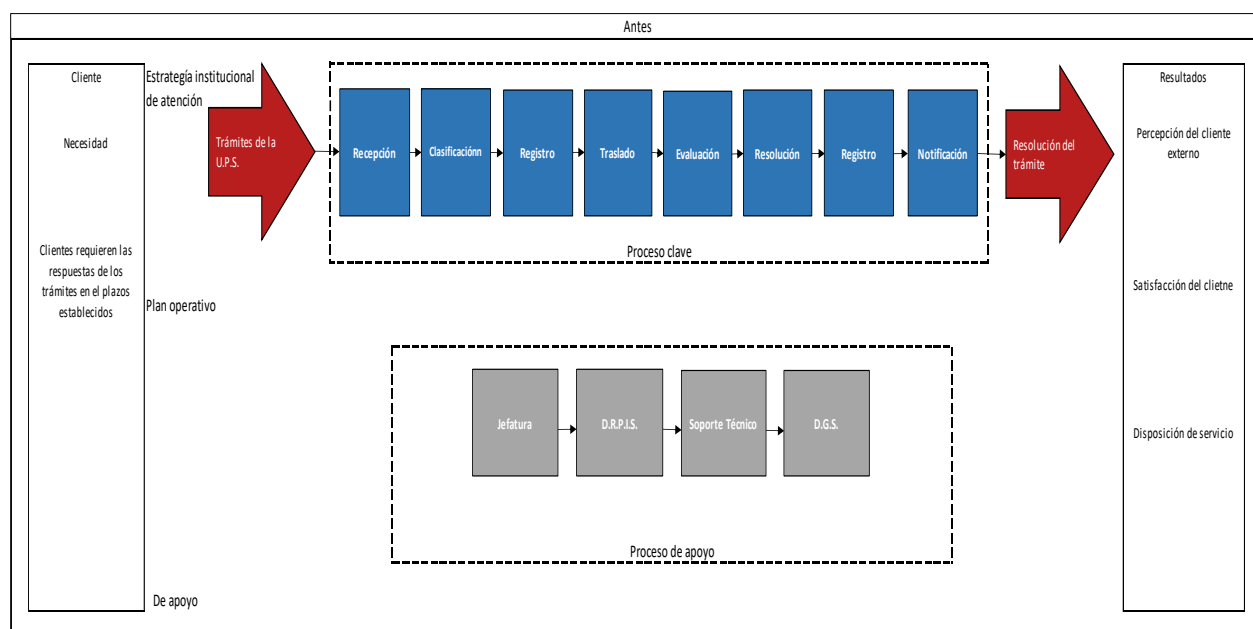 Antes
Cliente
Necesidad
Clientes requieren las
respuestas de los
trámites en el plazos
establecidos
Estrategía institucional
de atención
Plan operativo
De apoyo
Trámites de la
U.P.S.
Recepción
Clasificaciónn
Registro
Traslado
Evaluación
Resolución
Registro
Notificación
Proceso clave
Resolución del
trámite
Jefatura
D.R.P.I.S.
Soporte Técnico
D.G.S.
Proceso de apoyo
Resultados
Percepción del cliente
externo
Satisfacción del clietne
Disposición de servicio